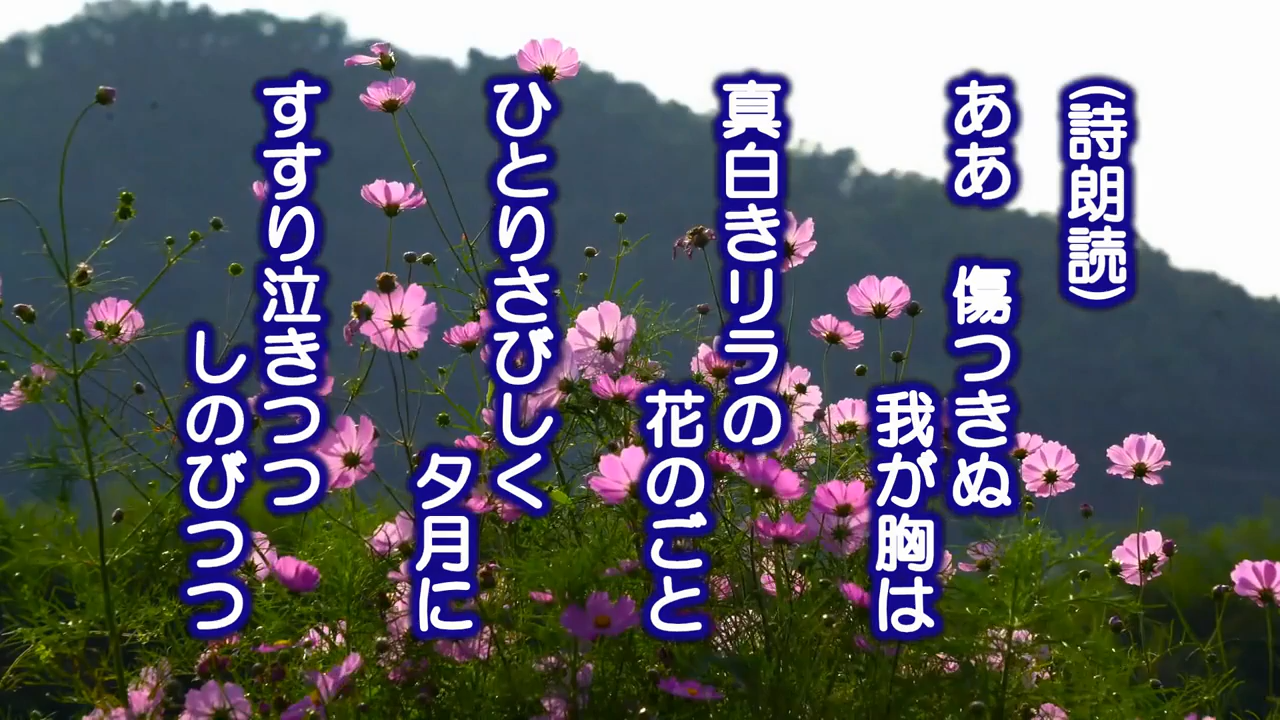 (詩朗読)
ああ　傷つきぬ
我が胸は
真白きリラの
花のごと
ひとりさびしく
夕月に
すすり泣きつつ
しのびつつ